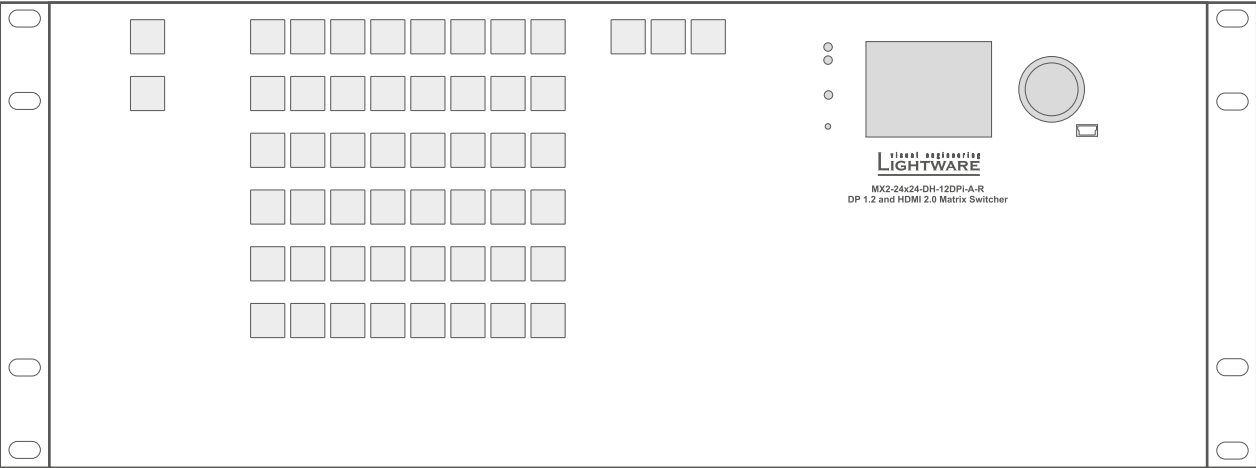 visual engineering
LIGHTWARE
MX2-24x24-DH-12DPi-A-R
DP 1.2 and HDMI 2.0 Matrix Switcher